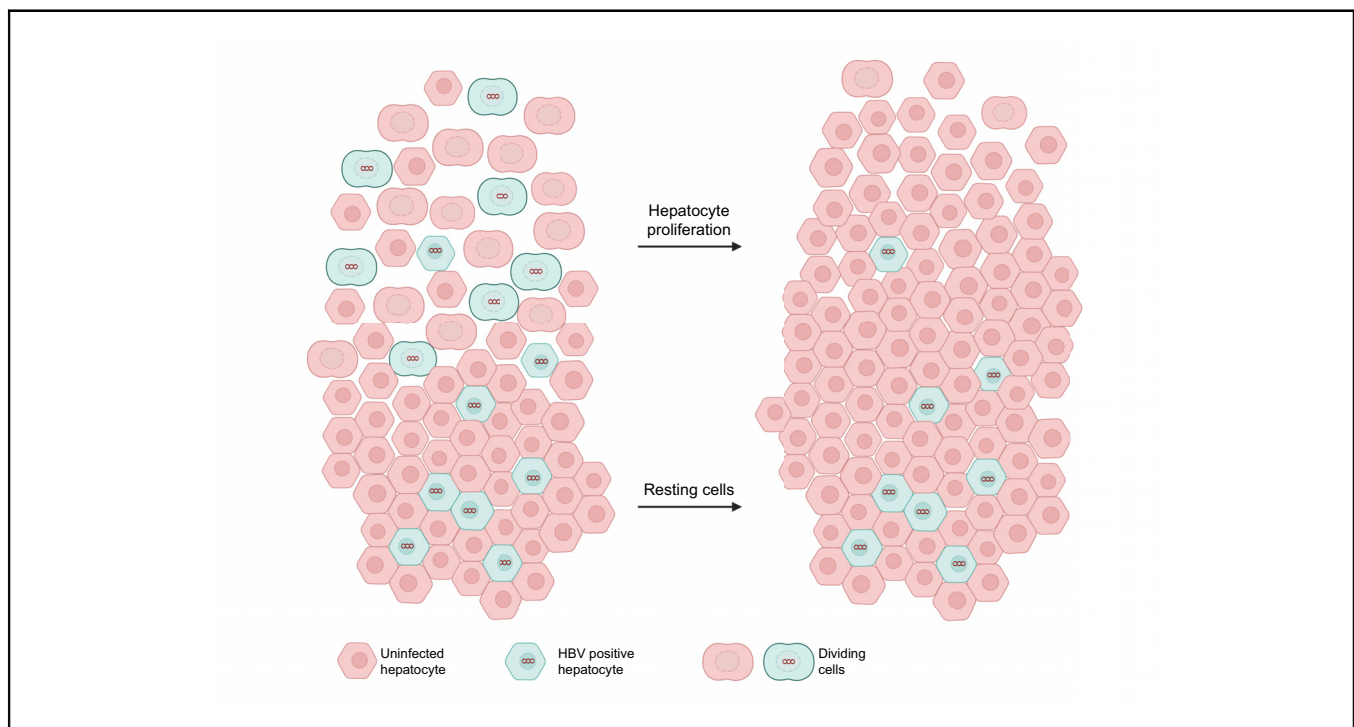 Hepatocyte
proliferation
Resting cells
Uninfected
hepatocyte
HBV positive
hepatocyte
Dividing
cells